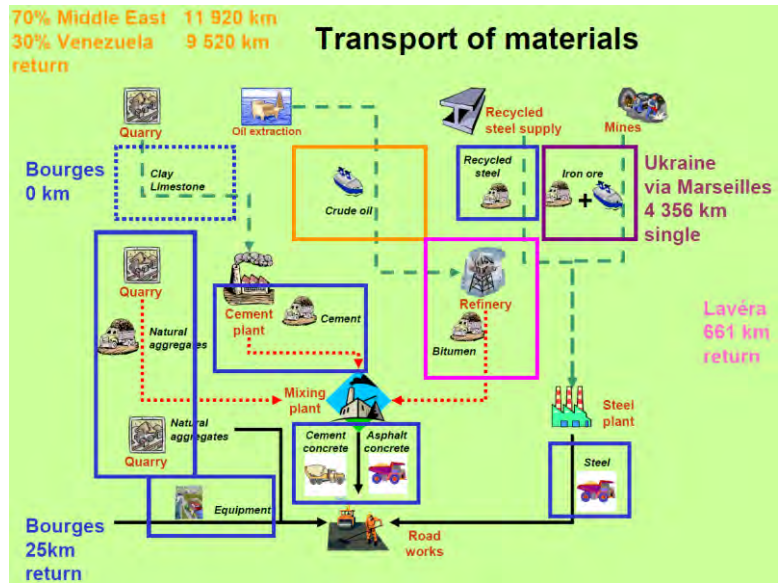 70% Middle East 11 920 km
30% Venezuela 9 520 km
return
Transport of materials
Quarry
Oil extraction
Recycled
steel supply
Mines
Bourges
0 km
Clay
Limestone
Crude oil
Recycled
steel
Iron ore
+
Ukraine
via Marseilles
4 356 km
single
Quarry
Natural
aggregates
Cement
plant
Cement
Refinery
Bitumen
Lavéra
661 km
return
Mixing
plant
Steel
plant
Natural
aggregates
Quarry
Cement
concrete
Asphalt
concrete
Steel
Equipment
Bourges
25km
return
Road
works